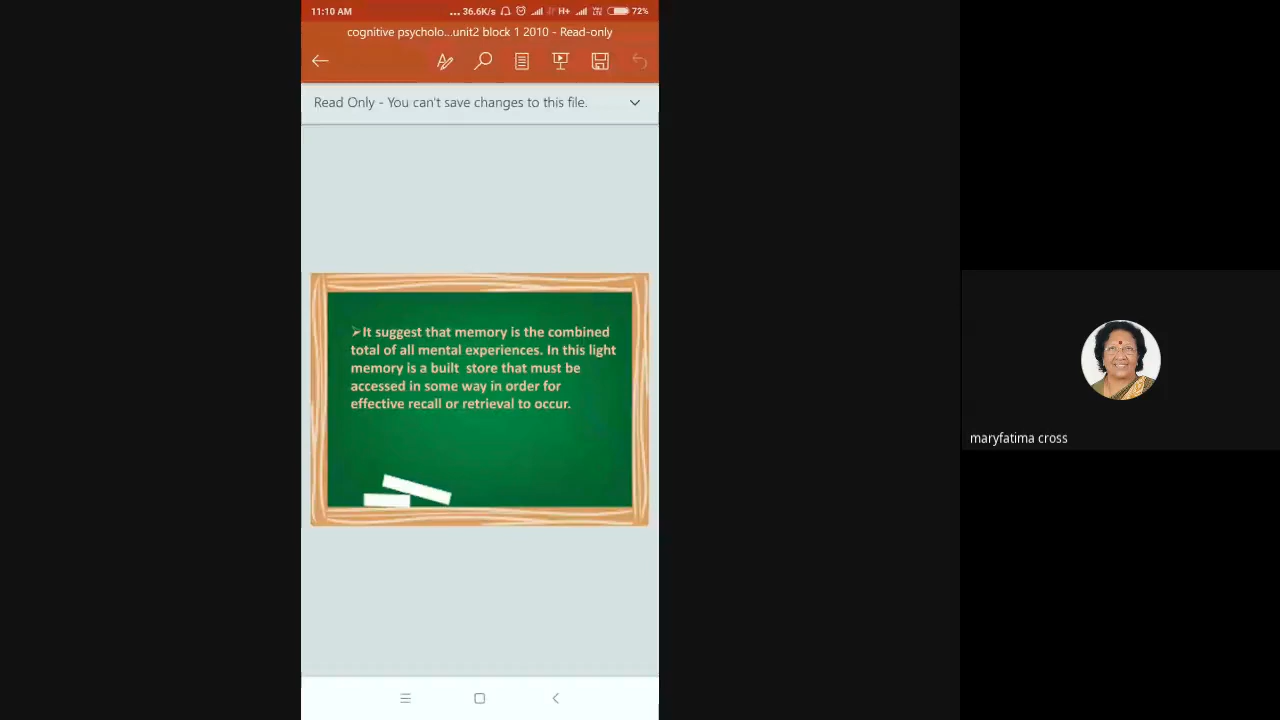 11:10 AM
... 36.6K/s H+ 72%
cognitive psycholo...unit2 block 1 2010 - Read-only
Read Only - You can't save changes to this file.
➢It suggest that memory is the combined
total of all mental experiences. In this light
memory is a built store that must be
accessed in some way in order for
effective recall or retrieval to occur.
maryfatima cross